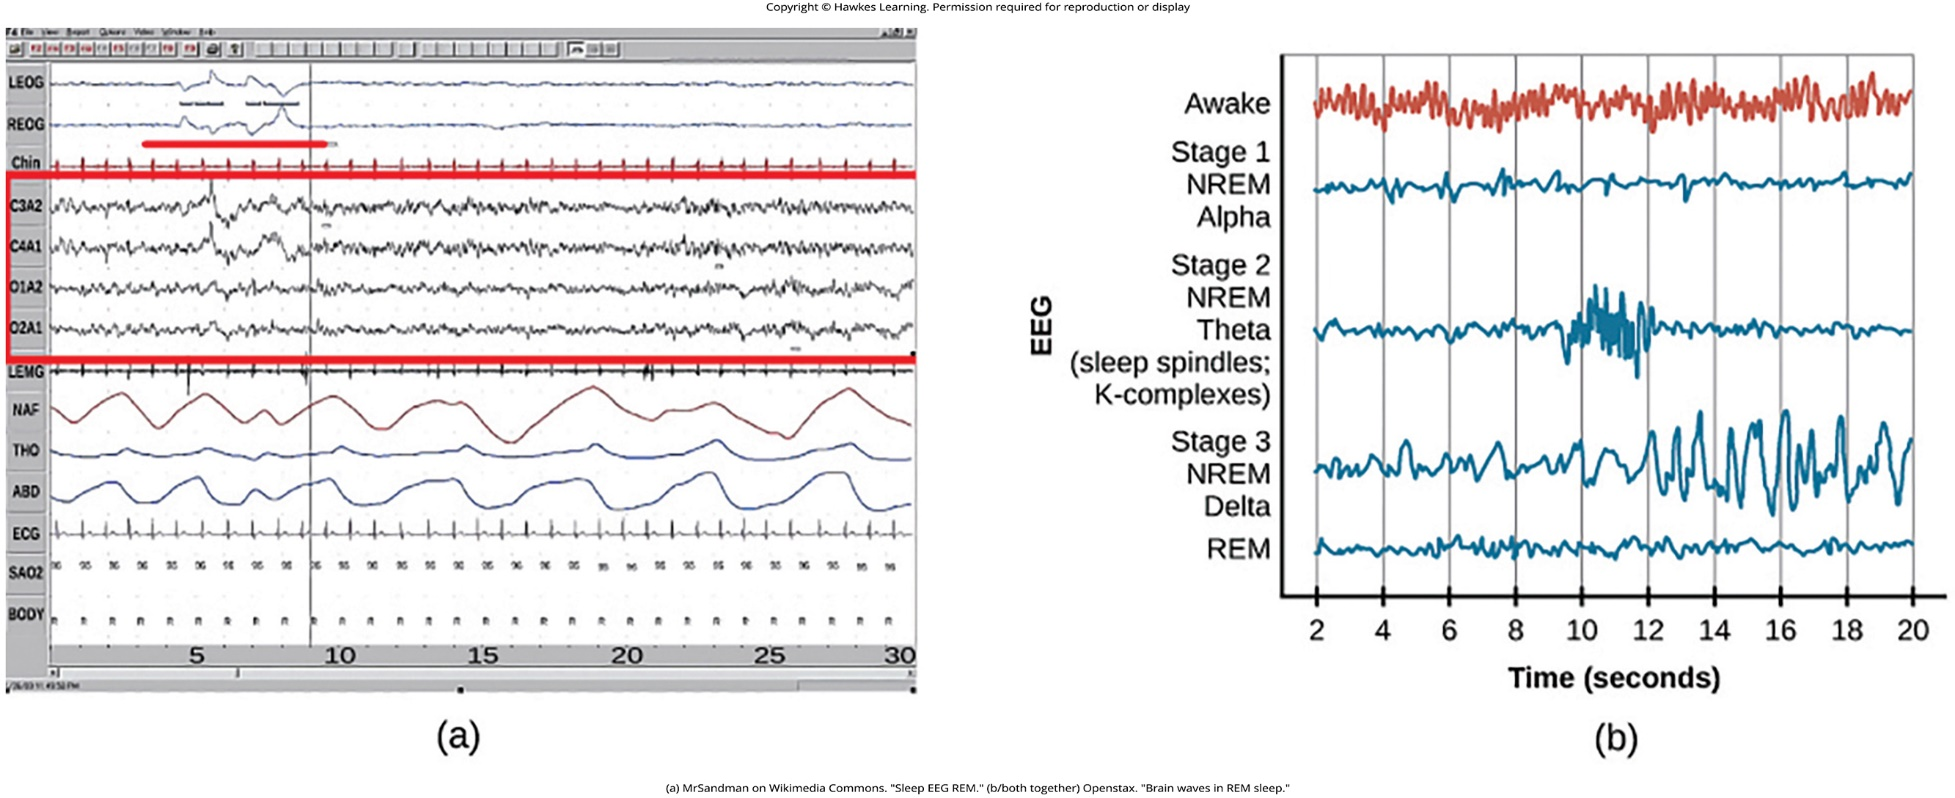 Copyright © Hawkes Learning. Permission required for reproduction or display
LEOG
REOG
Chin
C3A2
C4A1
O1A2
O2A1
LEMG
NAF
THO
ABD
ECG
SAO2
BODY
5 10 15 20 25 30
(a)
EEG
Awake
Stage 1
NREM
Alpha
Stage 2
NREM
Theta
(sleep spindles;
K-complexes)
Stage 3
NREM
Delta
REM
2 4 6 8 10 12 14 16 18 20
Time (seconds)
(b)
(a) MrSandman on Wikimedia Commons. "Sleep EEG REM." (b/both together) Openstax. "Brain waves in REM sleep."